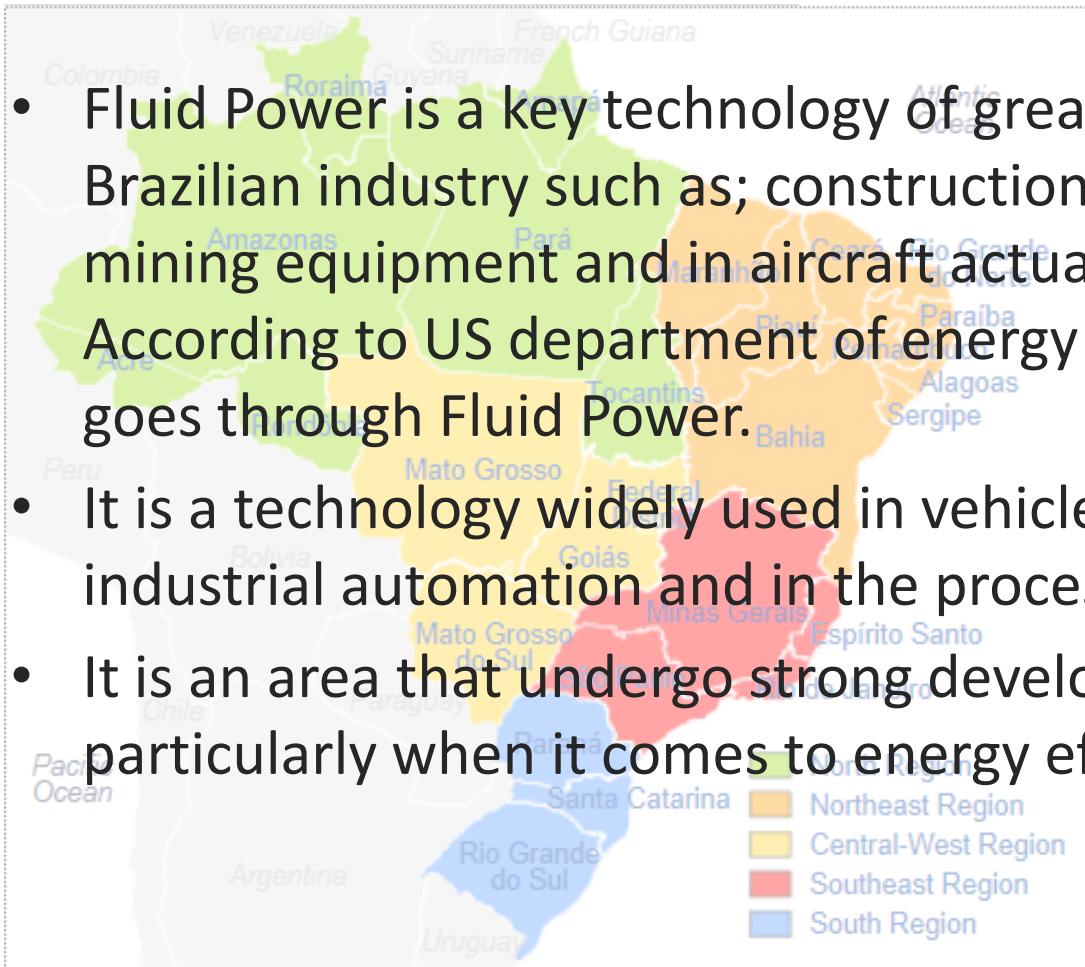 • Fluid Power is a key technology of grea
Brazilian industry such as; construction
mining equipment and in aircraft actua
According to US department of energy
goes through Fluid Power.
• It is a technology widely used in vehicle
industrial automation and in the proce
• It is an area that undergo strong develo
particularly when it comes to energy ef
Venezuela
French Guiana
Suriname
Colombia
Guyana
Roraima
Amapá
Atlantic
Ocean
Amazonas
Pará
Maranhão
Ceará
Rio Grande
do Norte
Paraíba
Piauí
Pernambuco
Acre
Alagoas
Tocantins
Sergipe
Rondônia
Bahia
Peru
Mato Grosso
Federal
District
Bolivia
Goiás
Minas Gerais
Mato Grosso
do Sul
Espírito Santo
São Paulo
Rio de Janeiro
Chile
Paraguay
Paraná
Pacific
Ocean
Santa Catarina
Rio Grande
do Sul
Argentina
Uruguay
North Region
Northeast Region
Central-West Region
Southeast Region
South Region